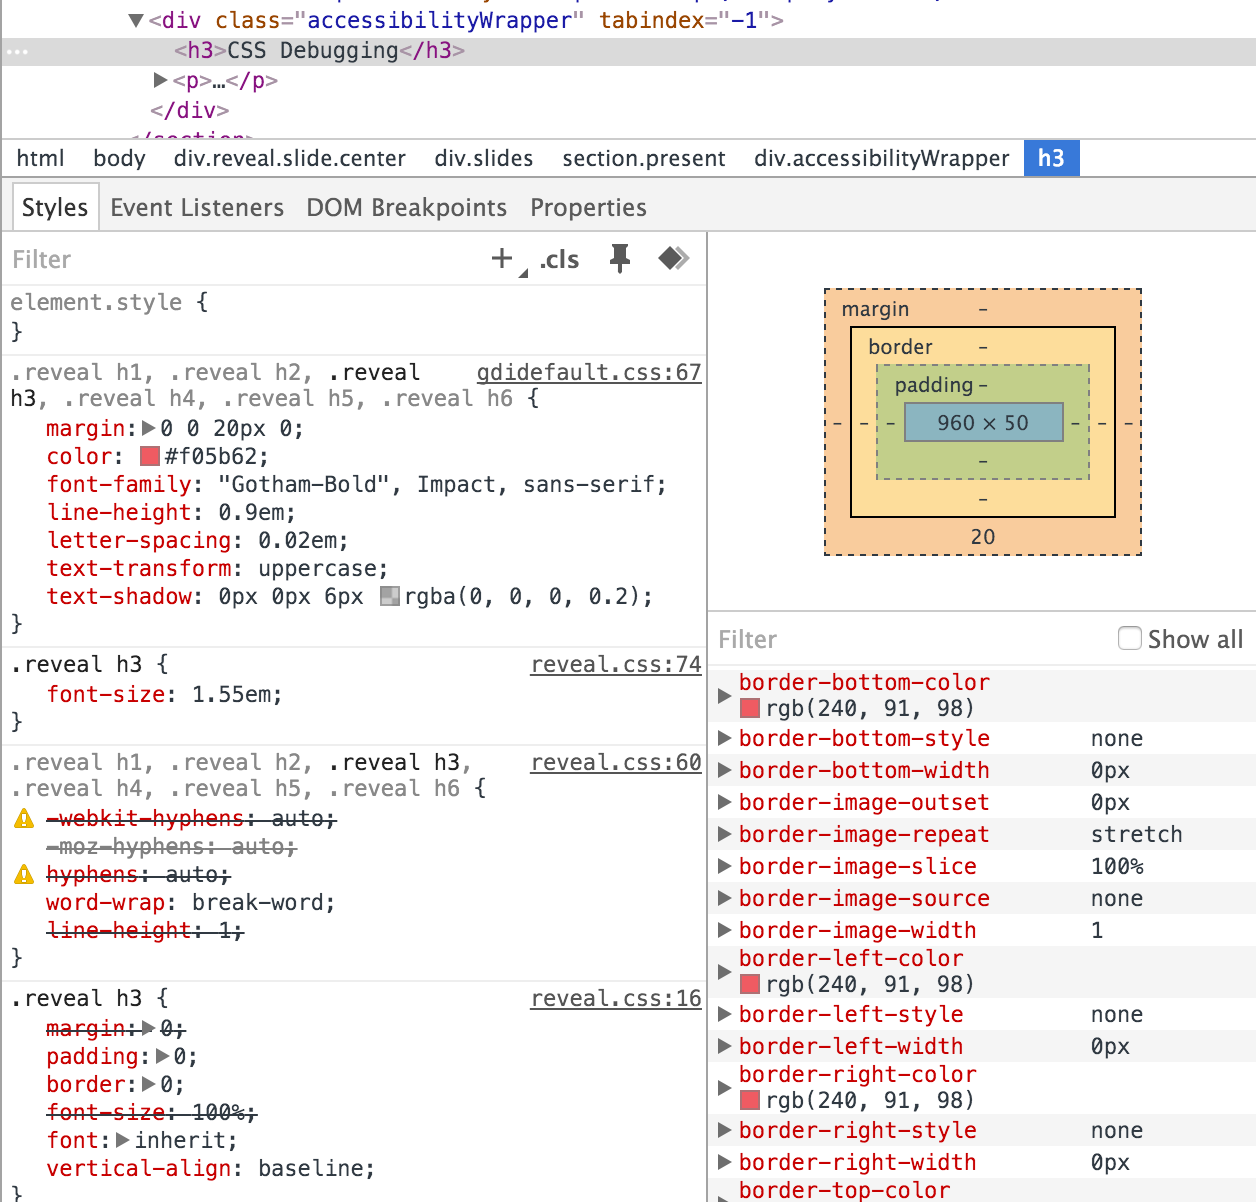 <div class="accessibilityWrapper" tabindex="-1">
<h3>CSS Debugging</h3>
<p>…</p>
</div>
html body div.reveal.slide.center div.slides section.present div.accessibilityWrapper h3
Styles Event Listeners DOM Breakpoints Properties
Filter + .cls
element.style {
}
.reveal h1, .reveal h2, .reveal gdidefault.css:67
h3, .reveal h4, .reveal h5, .reveal h6 {
margin: 0 0 20px 0;
color: #f05b62;
font-family: "Gotham-Bold", Impact, sans-serif;
line-height: 0.9em;
letter-spacing: 0.02em;
text-transform: uppercase;
text-shadow: 0px 0px 6px rgba(0, 0, 0, 0.2);
}
.reveal h3 { reveal.css:74
font-size: 1.55em;
}
.reveal h1, .reveal h2, .reveal h3, reveal.css:60
.reveal h4, .reveal h5, .reveal h6 {
-webkit-hyphens: auto;
-moz-hyphens: auto;
hyphens: auto;
word-wrap: break-word;
line-height: 1;
}
.reveal h3 { reveal.css:16
margin: 0;
padding: 0;
border: 0;
font-size: 100%;
font: inherit;
vertical-align: baseline;
}
margin –
border –
padding –
– – – 960 × 50 – – –
–
–
20
Filter Show all
border-bottom-color
rgb(240, 91, 98)
border-bottom-style none
border-bottom-width 0px
border-image-outset 0px
border-image-repeat stretch
border-image-slice 100%
border-image-source none
border-image-width 1
border-left-color
rgb(240, 91, 98)
border-left-style none
border-left-width 0px
border-right-color
rgb(240, 91, 98)
border-right-style none
border-right-width 0px
border-top-color